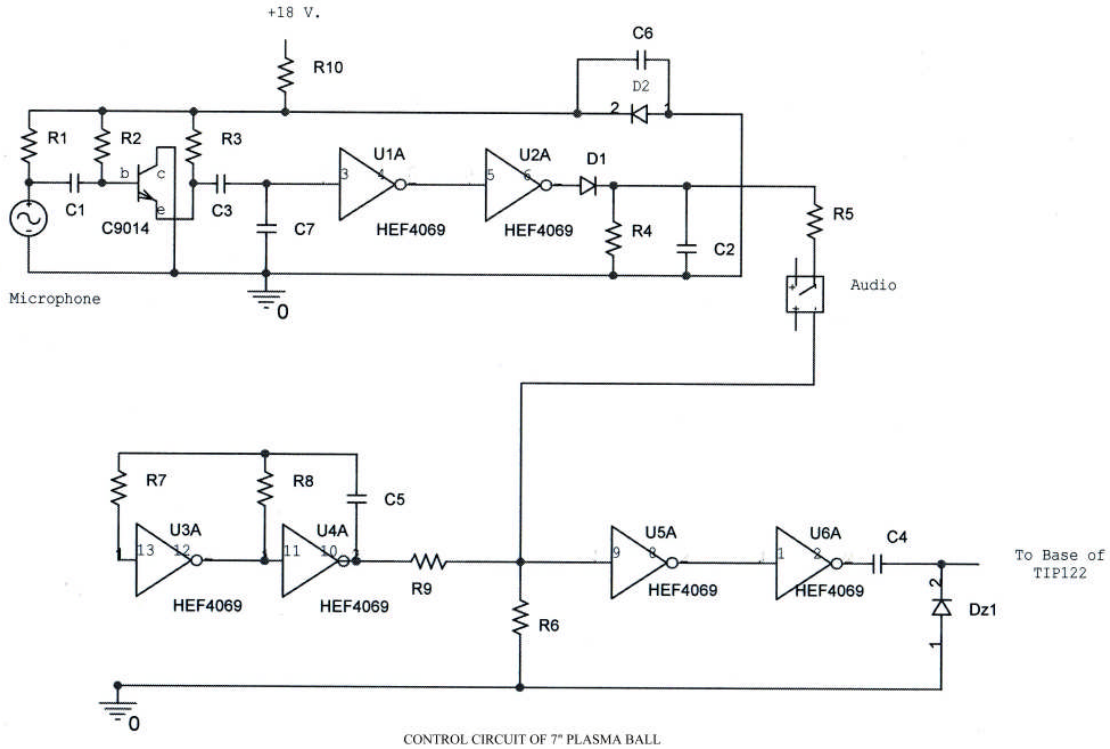 +18 V.
R10
C6
D2
2
1
R1
R2
R3
b
c
e
C1
C9014
C3
C7
U1A
3
4
HEF4069
U2A
5
6
HEF4069
D1
R4
C2
R5
Microphone
0
Audio
R7
R8
C5
U3A
13
12
HEF4069
U4A
11
10
HEF4069
R9
R6
U5A
9
8
HEF4069
U6A
1
2
HEF4069
C4
To Base of
TIP122
2
Dz1
1
0
CONTROL CIRCUIT OF 7" PLASMA BALL